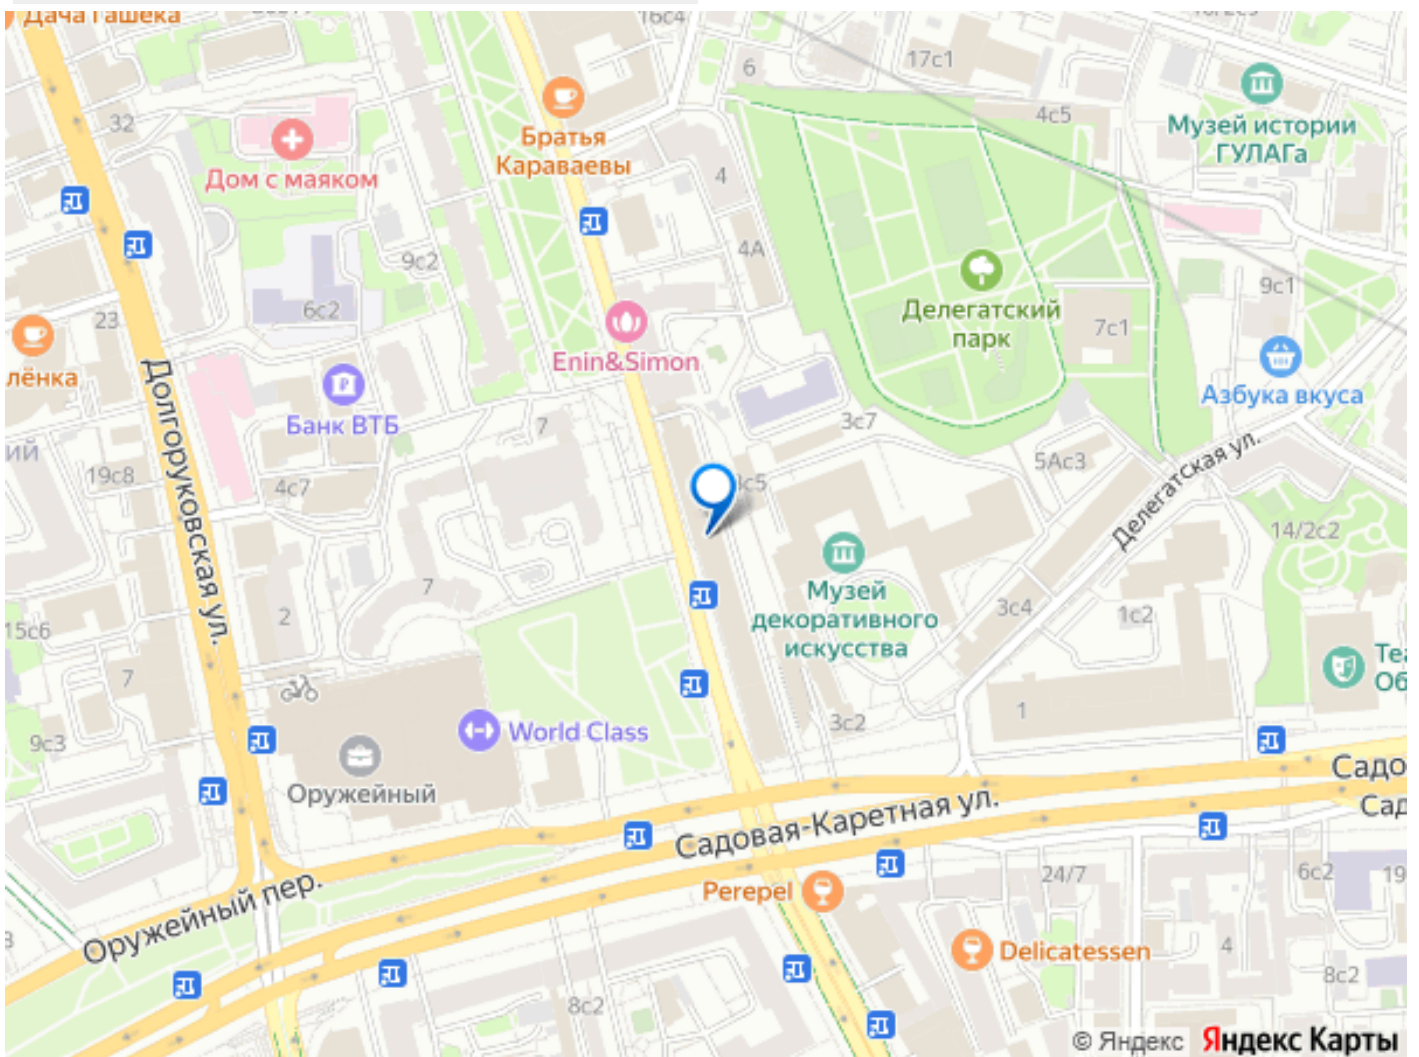 Дача Гашека
16с4
17с1
6
4с5
Музей истории
ГУЛАГа
32
Братья
Караваевы
Дом с маяком
4
4А
9с2
9с1
6с2
Делегатский
парк
7с1
23
Enin&Simon
лёнка
Азбука вкуса
Долгоруковская ул.
Банк ВТБ
7
3с7
ий
19с8
4с7
5Ас3
Делегатская ул.
14/2с2
Музей
декоративного
искусства
7
2
3с4
1с2
15с6
7
Теа
Об
World Class
3с2
1
9с3
Оружейный
Садо
Сад
Садовая-Каретная ул.
Оружейный пер.
Perepel
24/7
6с2
19
Delicatessen
4
8с2
8с2
© Яндекс Яндекс Карты